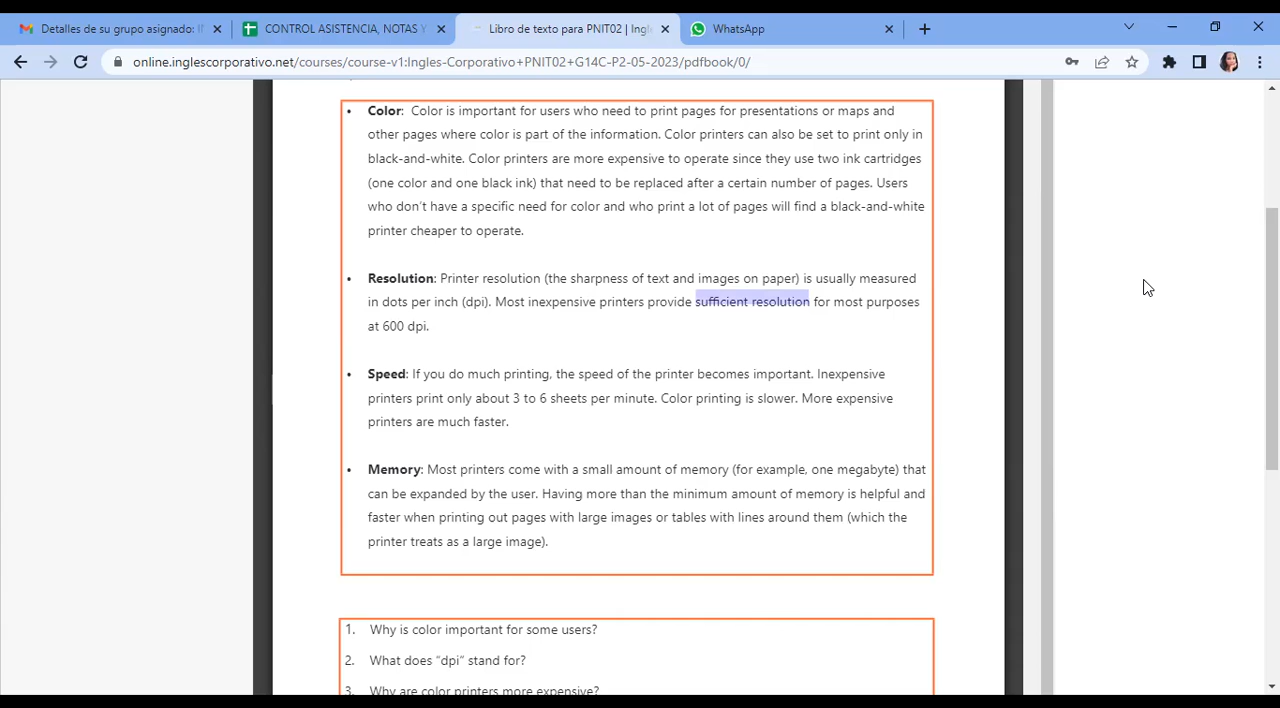 Detalles de su grupo asignado: I
CONTROL ASISTENCIA, NOTAS Y
Libro de texto para PNIT02 | Ingl
WhatsApp
online.inglescorporativo.net/courses/course-v1:Ingles-Corporativo+PNIT02+G14C-P2-05-2023/pdfbook/0/
• Color: Color is important for users who need to print pages for presentations or maps and
other pages where color is part of the information. Color printers can also be set to print only in
black-and-white. Color printers are more expensive to operate since they use two ink cartridges
(one color and one black ink) that need to be replaced after a certain number of pages. Users
who don't have a specific need for color and who print a lot of pages will find a black-and-white
printer cheaper to operate.
• Resolution: Printer resolution (the sharpness of text and images on paper) is usually measured
in dots per inch (dpi). Most inexpensive printers provide sufficient resolution for most purposes
at 600 dpi.
• Speed: If you do much printing, the speed of the printer becomes important. Inexpensive
printers print only about 3 to 6 sheets per minute. Color printing is slower. More expensive
printers are much faster.
• Memory: Most printers come with a small amount of memory (for example, one megabyte) that
can be expanded by the user. Having more than the minimum amount of memory is helpful and
faster when printing out pages with large images or tables with lines around them (which the
printer treats as a large image).
1. Why is color important for some users?
2. What does "dpi" stand for?
3. Why are color printers more expensive?